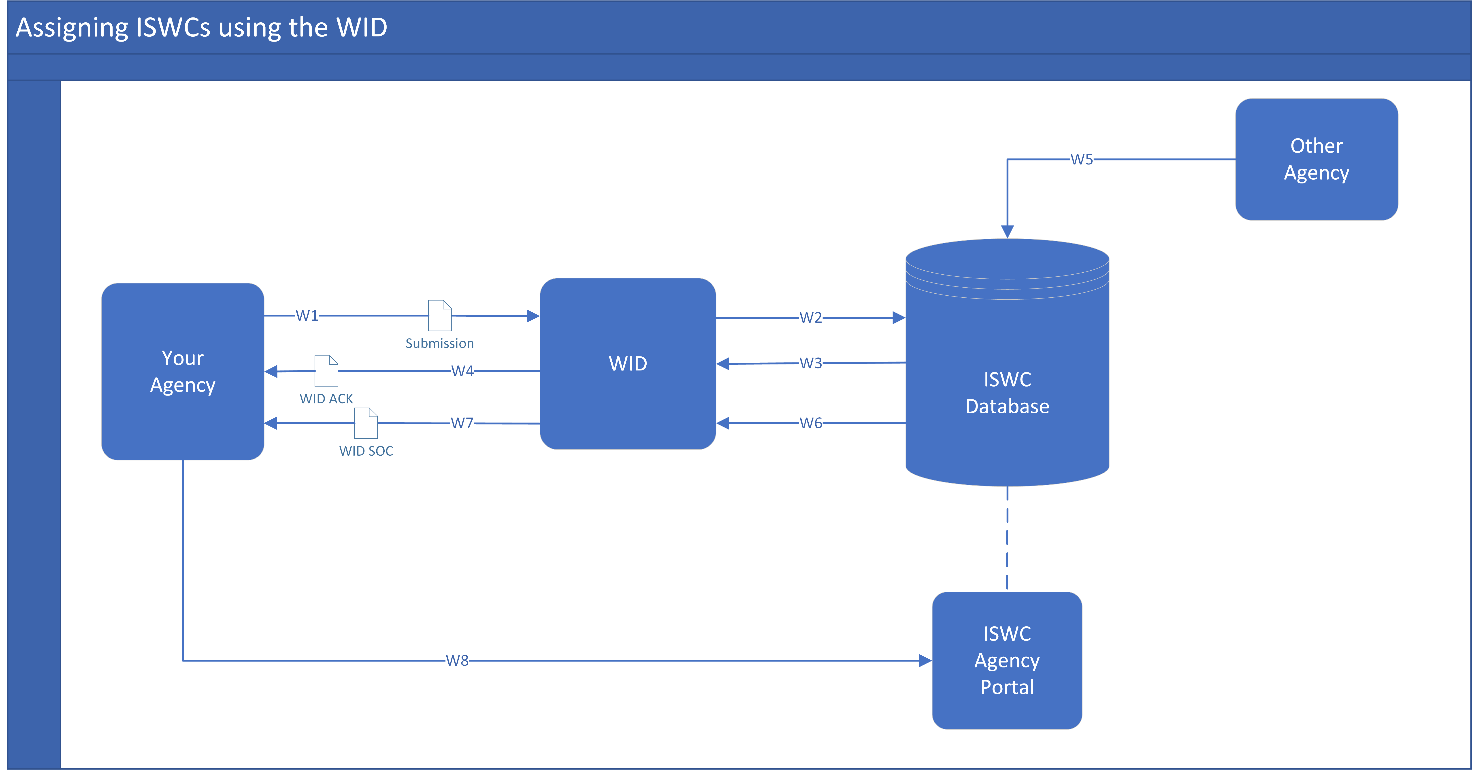 Assigning ISWCs using the WID
Other
Agency
W5
W1
Submission
W2
Your
Agency
WID
W4
WID ACK
W3
ISWC
Database
W7
WID SOC
W6
ISWC
Agency
Portal
W8